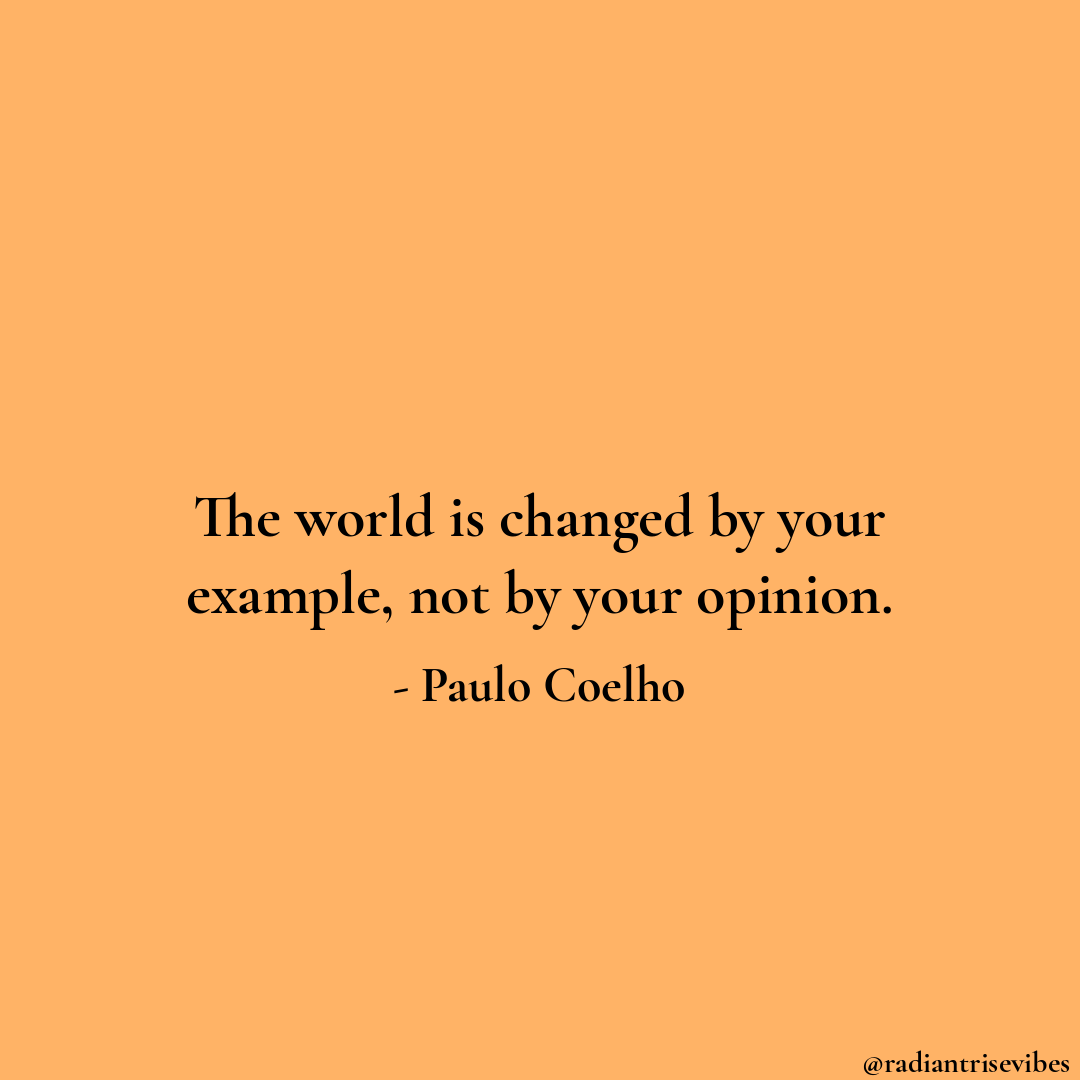 The world is changed by your
example, not by your opinion.
- Paulo Coelho
@radiantrisevibes